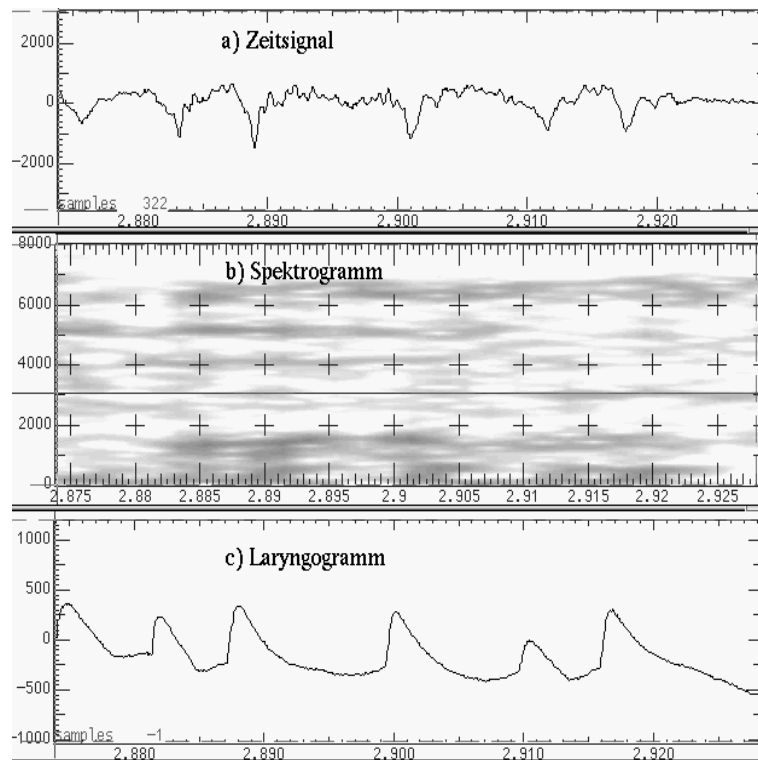 a) Zeitsignal
2000
0
−2000
samples 322
2.880 2.890 2.900 2.910 2.920
8000
b) Spektrogramm
6000
4000
2000
0
2.875 2.88 2.885 2.89 2.895 2.9 2.905 2.91 2.915 2.92 2.925
1000
c) Laryngogramm
500
0
−500
−1000
samples −1
2.880 2.890 2.900 2.910 2.920